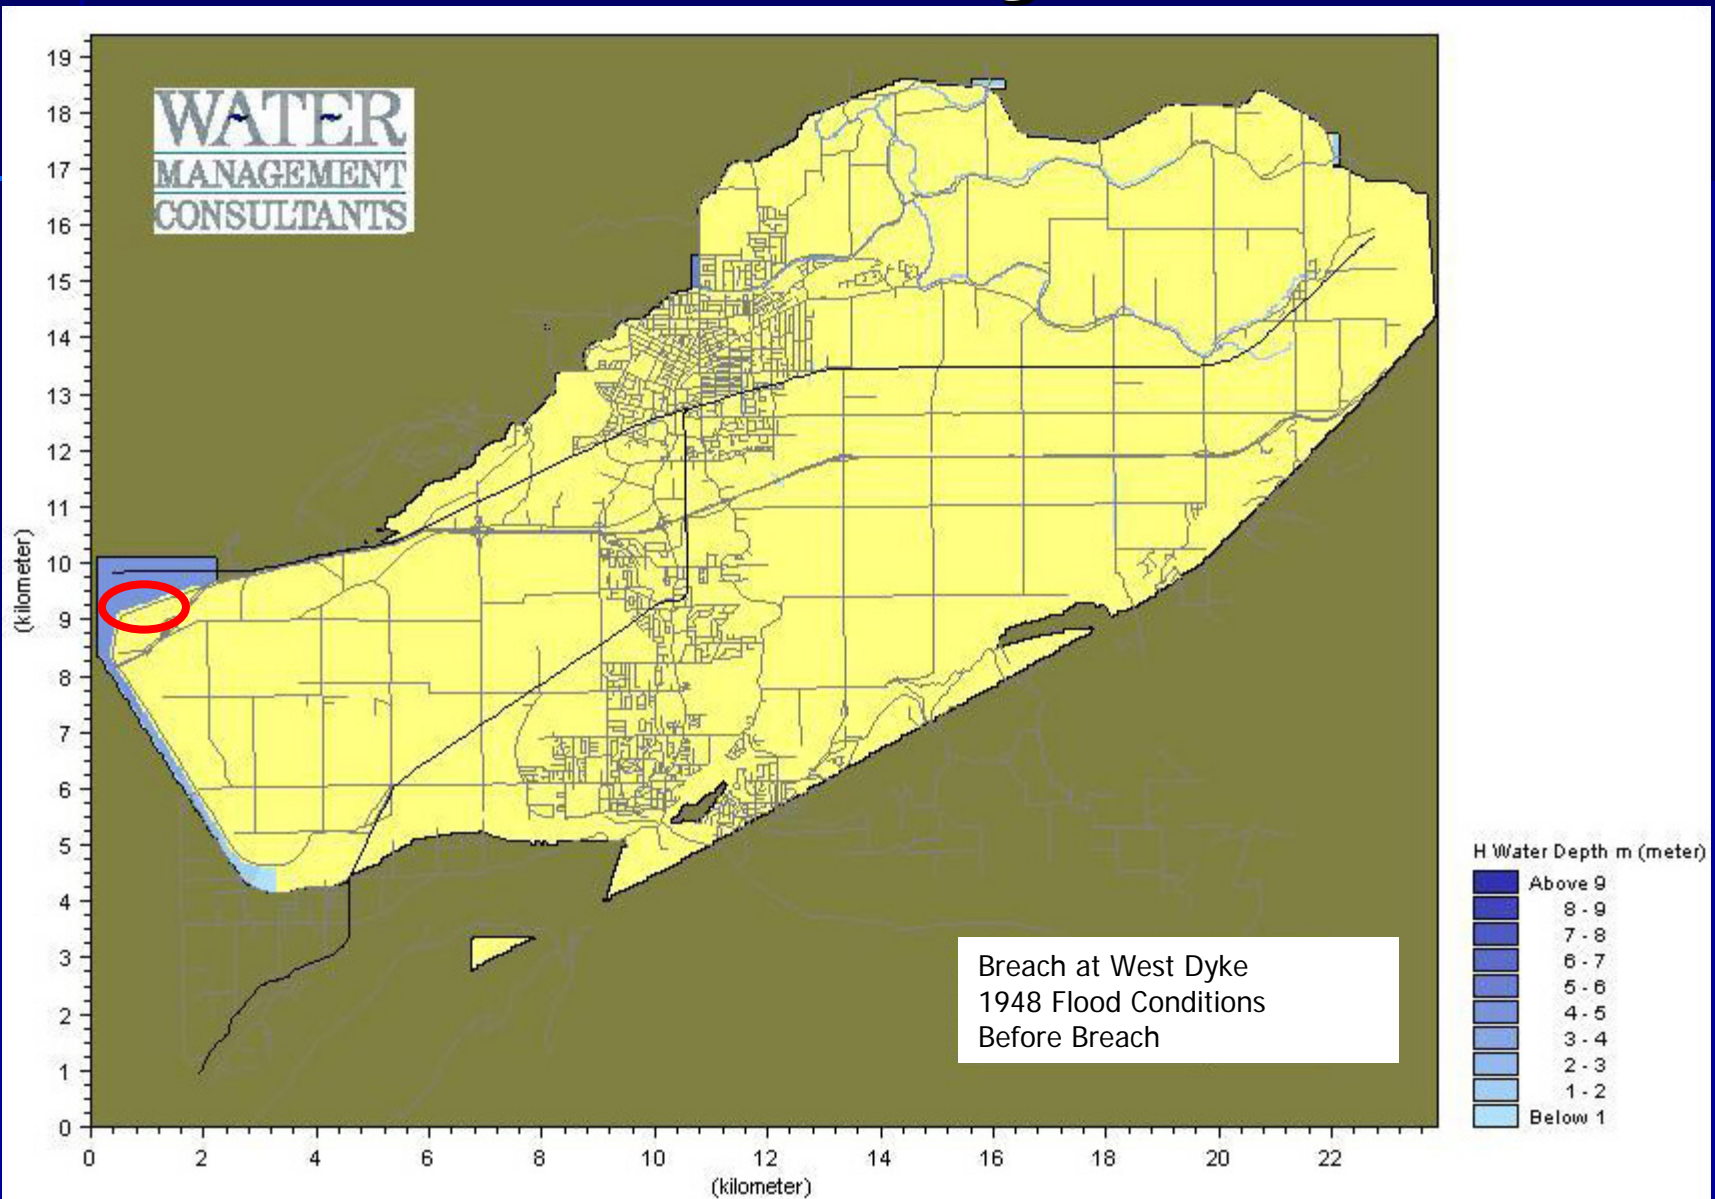 WATER
MANAGEMENT
CONSULTANTS
19
18
17
16
15
14
13
12
11
10
9
8
7
6
5
4
3
2
1
0
(kilometer)
0 2 4 6 8 10 12 14 16 18 20 22
(kilometer)
Breach at West Dyke
1948 Flood Conditions
Before Breach
H Water Depth m (meter)
Above 9
8 - 9
7 - 8
6 - 7
5 - 6
4 - 5
3 - 4
2 - 3
1 - 2
Below 1